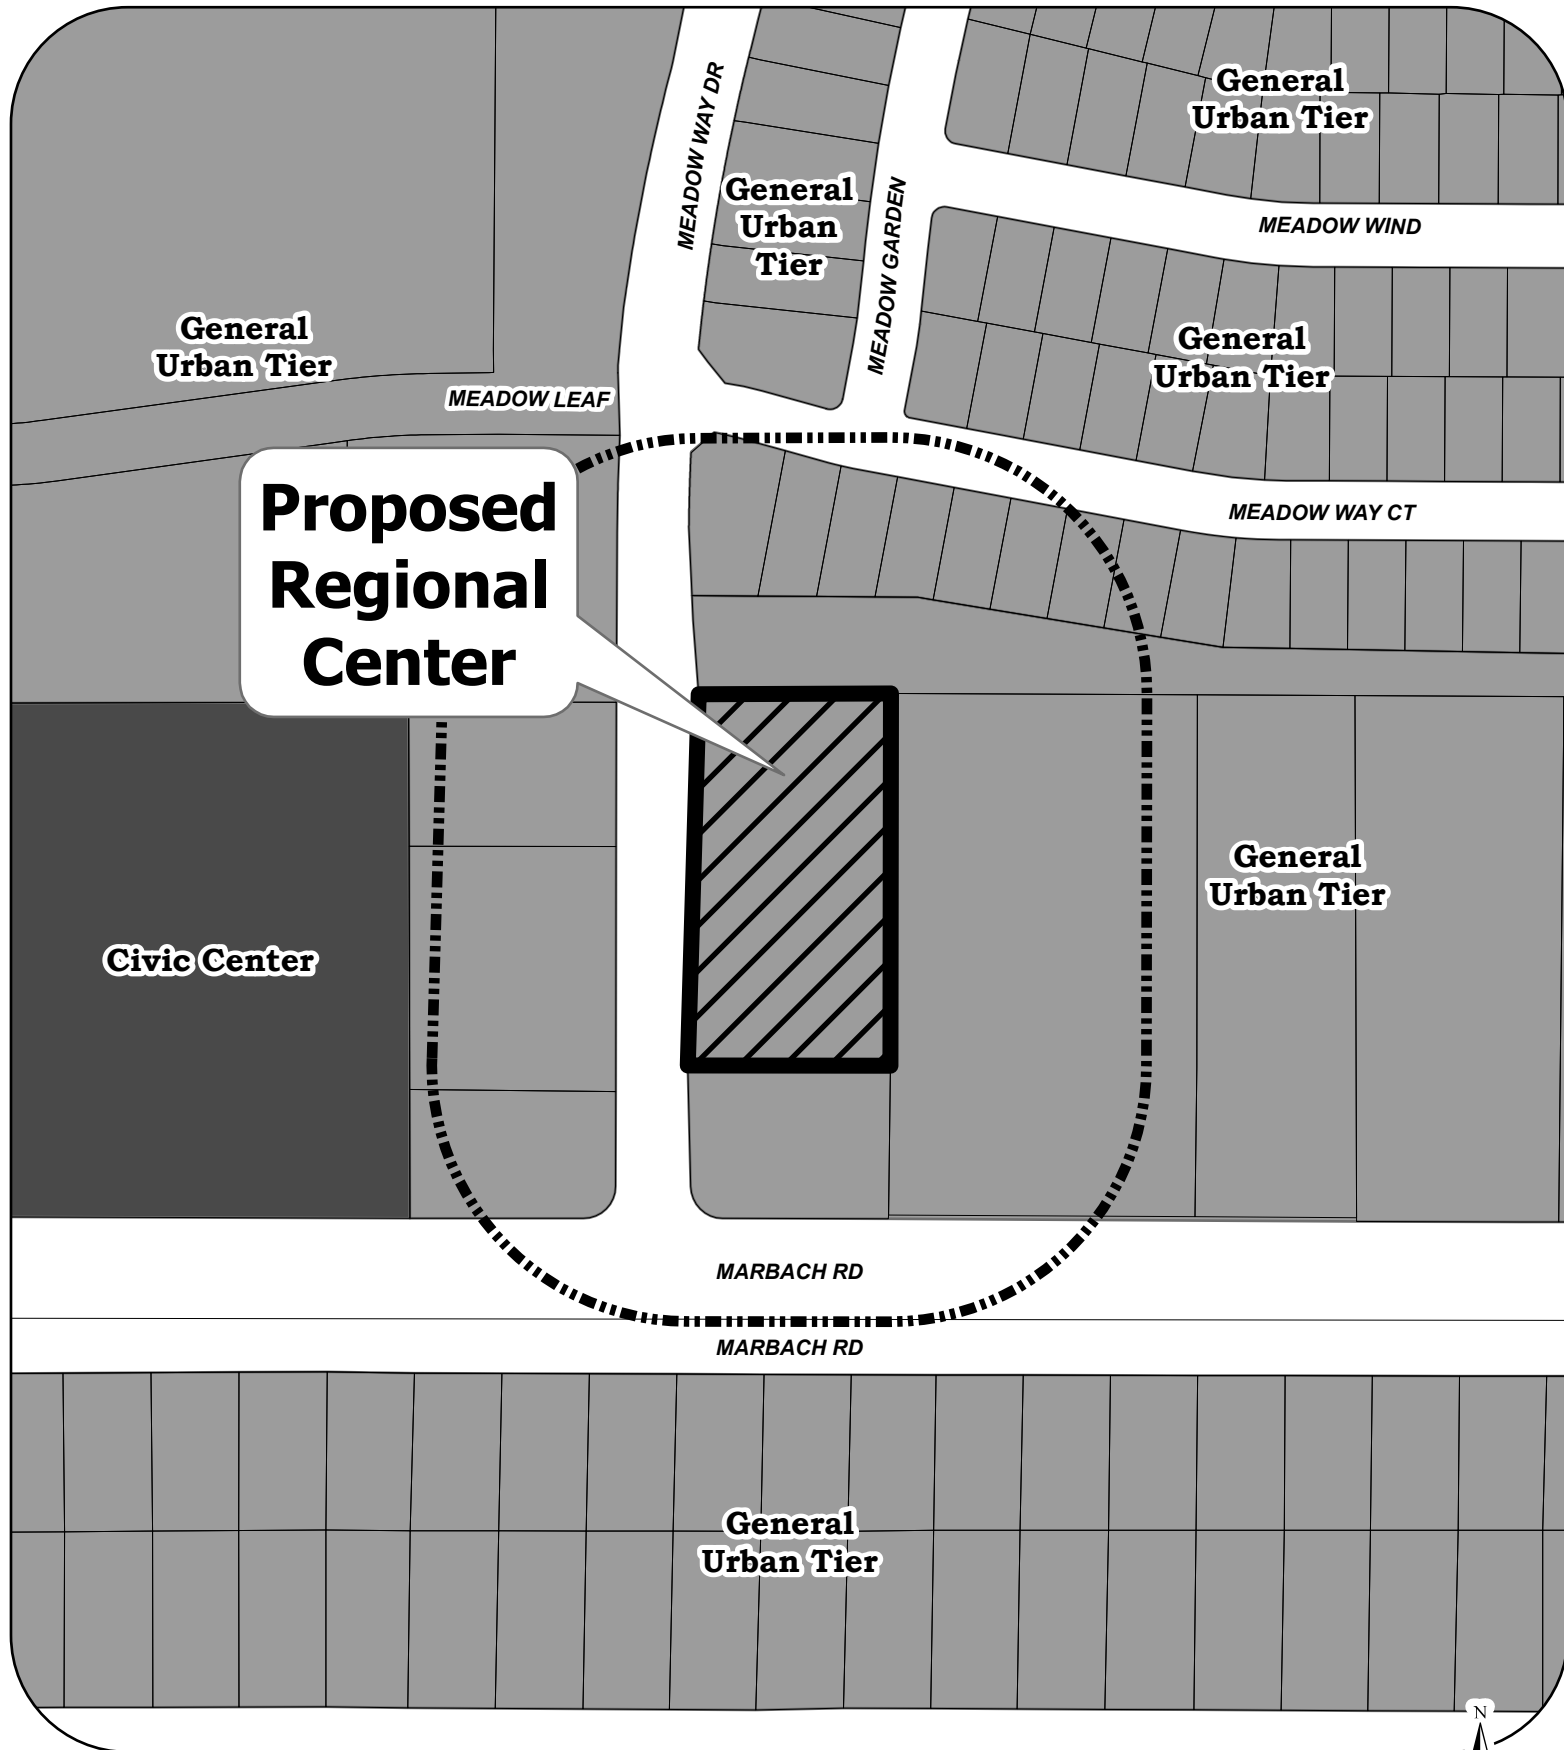 General
Urban Tier
MEADOW WAY DR
General
Urban
Tier
MEADOW GARDEN
MEADOW WIND
General
Urban Tier
MEADOW LEAF
General
Urban Tier
Proposed
Regional
Center
MEADOW WAY CT
General
Urban Tier
Civic Center
MARBACH RD
MARBACH RD
General
Urban Tier
N